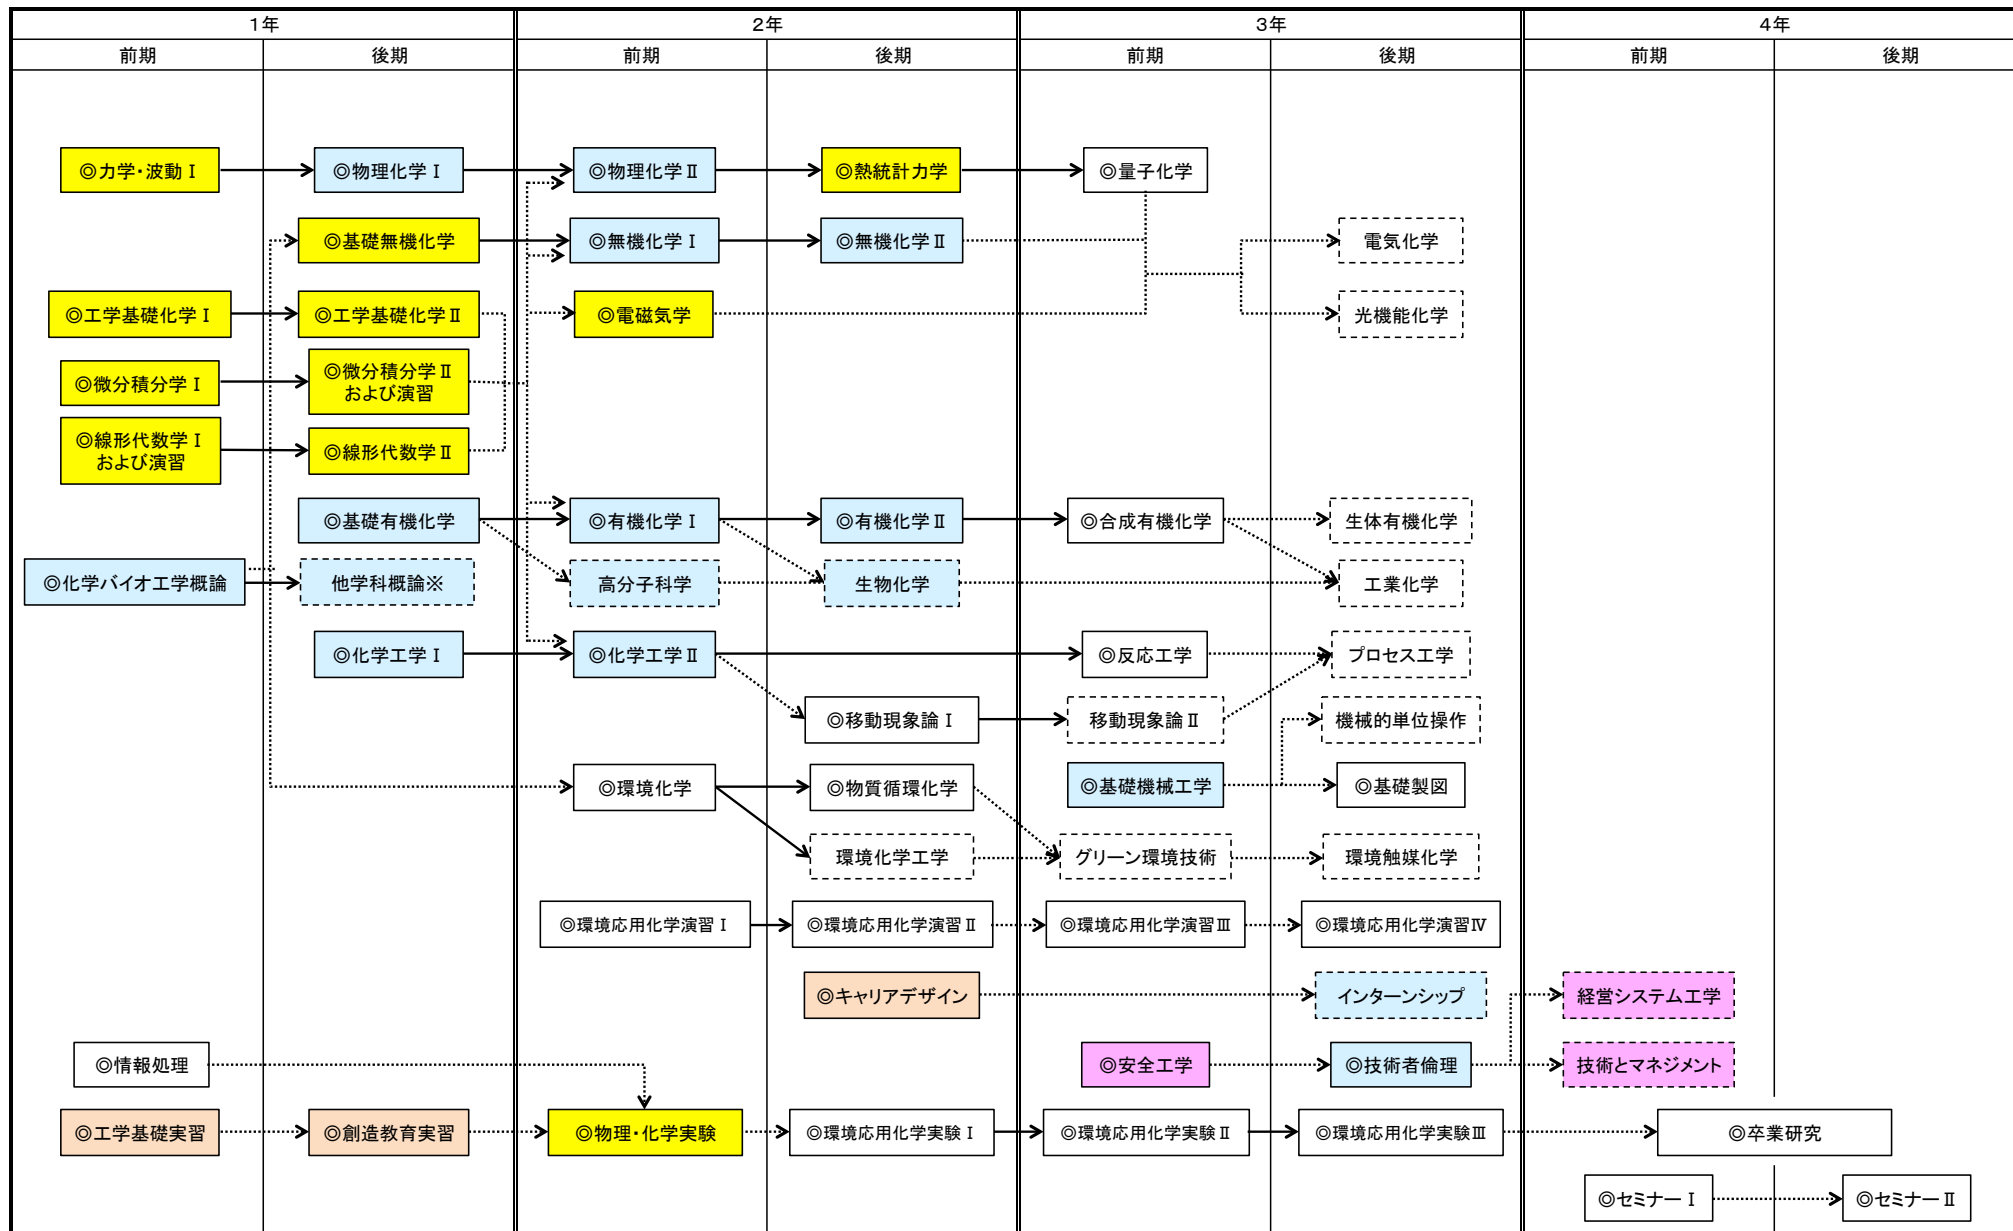 1年
2年
3年
4年
前期
後期
前期
後期
前期
後期
前期
後期
◎力学・波動Ⅰ
◎物理化学Ⅰ
◎物理化学Ⅱ
◎熱統計力学
◎量子化学
◎基礎無機化学
◎無機化学Ⅰ
◎無機化学Ⅱ
電気化学
◎工学基礎化学Ⅰ
◎工学基礎化学Ⅱ
◎電磁気学
光機能化学
◎微分積分学Ⅰ
◎微分積分学Ⅱ
および演習
◎線形代数学Ⅰ
および演習
◎線形代数学Ⅱ
◎基礎有機化学
◎有機化学Ⅰ
◎有機化学Ⅱ
◎合成有機化学
生体有機化学
◎化学バイオ工学概論
他学科概論※
高分子科学
生物化学
工業化学
◎化学工学Ⅰ
◎化学工学Ⅱ
◎反応工学
プロセス工学
◎移動現象論Ⅰ
移動現象論Ⅱ
機械的単位操作
◎環境化学
◎物質循環化学
◎基礎機械工学
◎基礎製図
環境化学工学
グリーン環境技術
環境触媒化学
◎環境応用化学演習Ⅰ
◎環境応用化学演習Ⅱ
◎環境応用化学演習Ⅲ
◎環境応用化学演習Ⅳ
◎キャリアデザイン
インターンシップ
経営システム工学
◎情報処理
◎安全工学
◎技術者倫理
技術とマネジメント
◎工学基礎実習
◎創造教育実習
◎物理・化学実験
◎環境応用化学実験Ⅰ
◎環境応用化学実験Ⅱ
◎環境応用化学実験Ⅲ
◎卒業研究
◎セミナーⅠ
◎セミナーⅡ